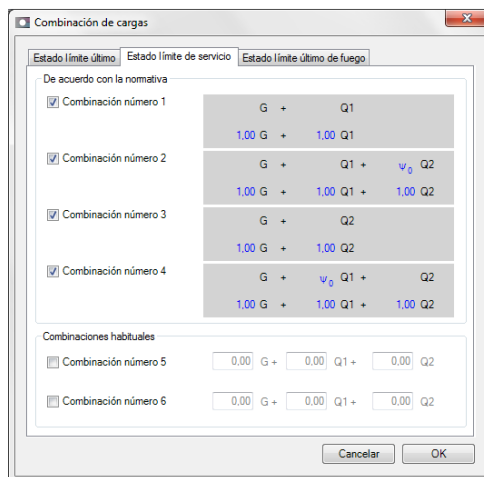 Combinación de cargas
Estado límite último Estado límite de servicio Estado límite último de fuego
De acuerdo con la normativa
Combinación número 1
G + Q1
1,00 G + 1,00 Q1
Combinación número 2
G + Q1 + ψ0 Q2
1,00 G + 1,00 Q1 + 1,00 Q2
Combinación número 3
G + Q2
1,00 G + 1,00 Q2
Combinación número 4
G + ψ0 Q1 + Q2
1,00 G + 1,00 Q1 + 1,00 Q2
Combinaciones habituales
Combinación número 5 0,00 G + 0,00 Q1 + 0,00 Q2
Combinación número 6 0,00 G + 0,00 Q1 + 0,00 Q2
Cancelar OK